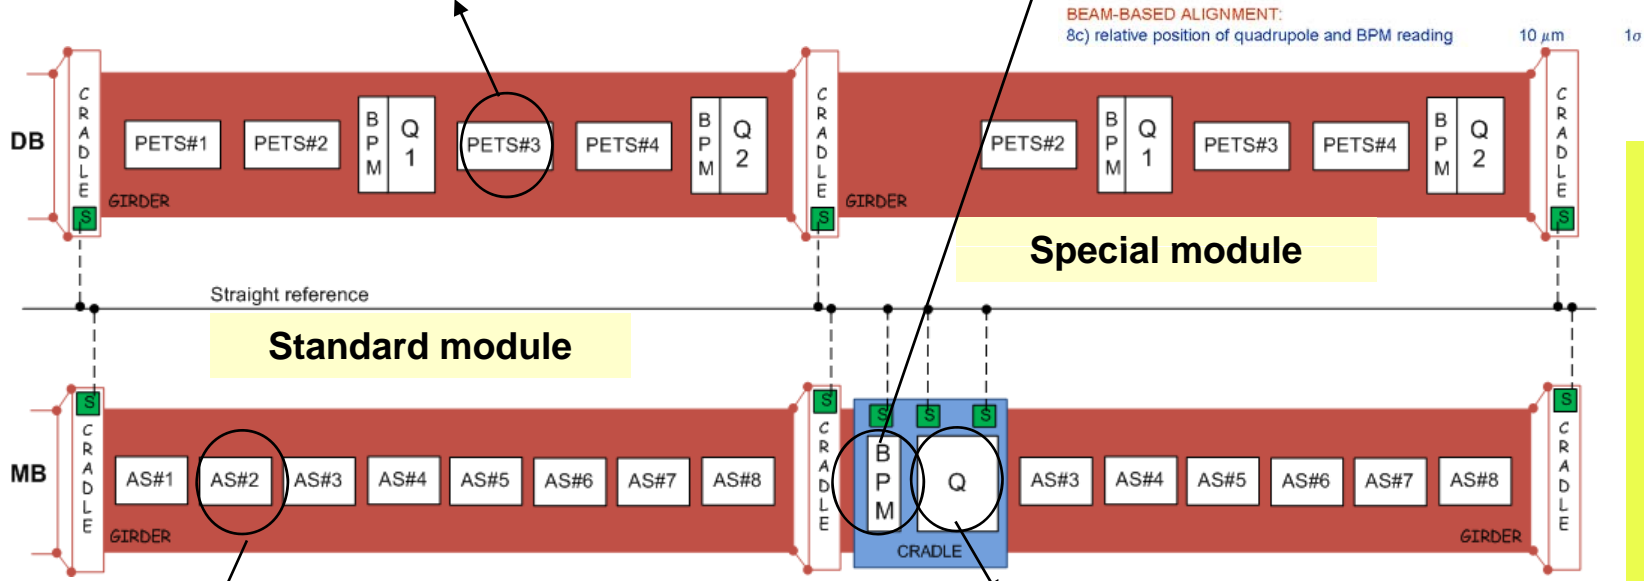 BEAM-BASED ALIGNMENT:
8c) relative position of quadrupole and BPM reading 10 μm 1σ
DB
CRADLE
S
GIRDER
PETS#1
PETS#2
BPM
Q1
PETS#3
PETS#4
BPM
Q2
CRADLE
S
GIRDER
PETS#2
BPM
Q1
PETS#3
PETS#4
BPM
Q2
CRADLE
S
Special module
Straight reference
Standard module
MB
S
CRADLE
GIRDER
AS#1
AS#2
AS#3
AS#4
AS#5
AS#6
AS#7
AS#8
S
CRADLE
S
S
S
BPM
Q
CRADLE
AS#3
AS#4
AS#5
AS#6
AS#7
AS#8
GIRDER
S
CRADLE